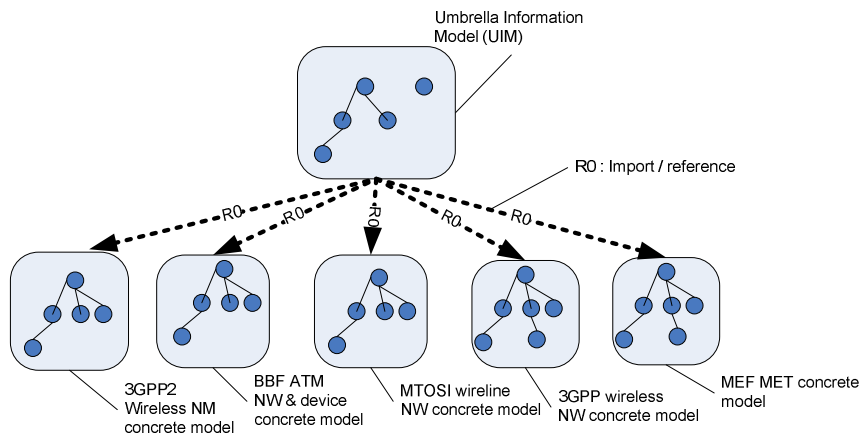 Umbrella Information
Model (UIM)
R0 : Import / reference
R0
R0
R0
R0
R0
3GPP2
Wireless NM
concrete model
BBF ATM
NW & device
concrete model
MTOSI wireline
NW concrete model
3GPP wireless
NW concrete model
MEF MET concrete
model